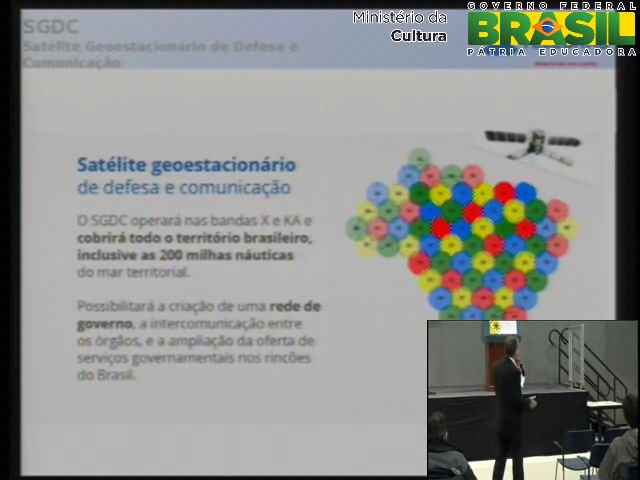 Ministério da
Cultura
GOVERNO FEDERAL
BRASIL
PÁTRIA EDUCADORA
SGDC
Satélite Geoestacionário de Defesa e
Comunicação
Satélite geoestacionário
de defesa e comunicação
O SGDC operará nas bandas X e KA e
cobrirá todo o território brasileiro,
inclusive as 200 milhas náuticas
do mar territorial.
Possibilitará a criação de uma rede de
governo, a intercomunicação entre
os órgãos, e a ampliação da oferta de
serviços governamentais nos rincões
do Brasil.